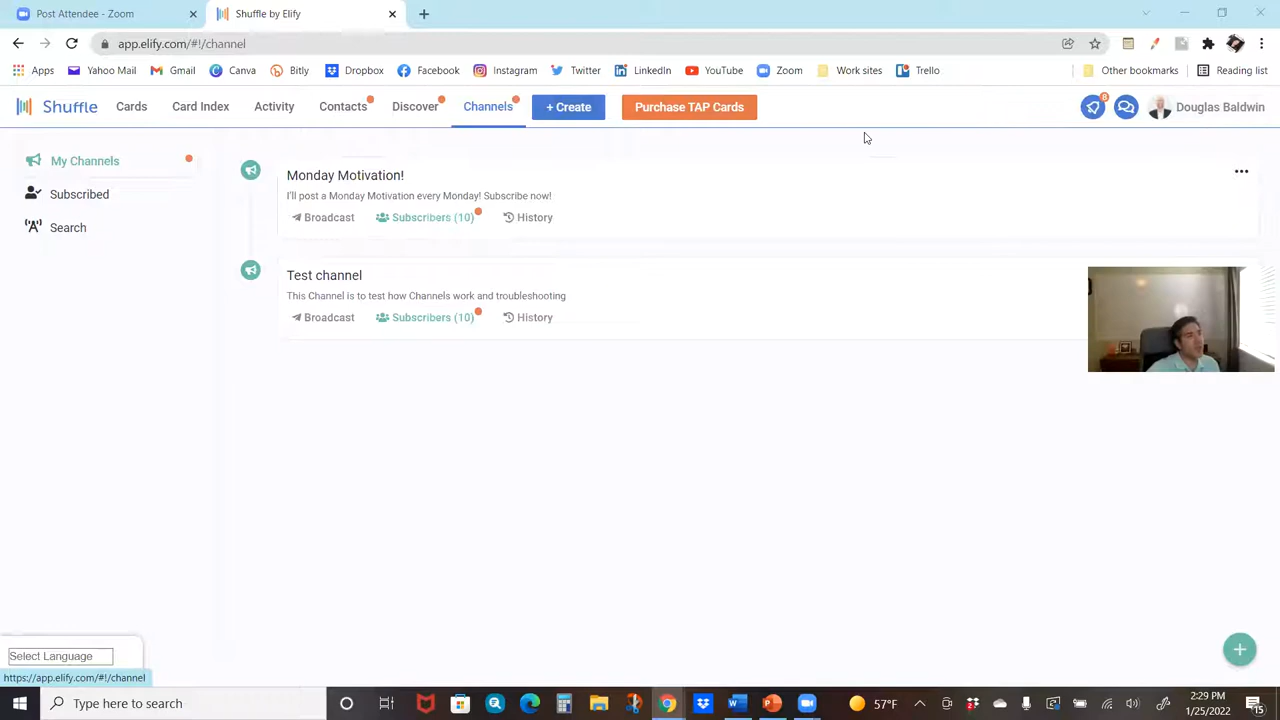 Post Attendee - Zoom
Shuffle by Elify
app.elify.com/#!/channel
Apps Yahoo Mail Gmail Canva Bitly Dropbox Facebook Instagram Twitter LinkedIn YouTube Zoom Work sites Trello Other bookmarks Reading list
Shuffle Cards Card Index Activity Contacts Discover Channels + Create Purchase TAP Cards 8 Douglas Baldwin
My Channels
Subscribed
Search
Monday Motivation!
I'll post a Monday Motivation every Monday! Subscribe now!
Broadcast Subscribers (10) History
Test channel
This Channel is to test how Channels work and troubleshooting
Broadcast Subscribers (10) History
Select Language
https://app.elify.com/#!/channel
Type here to search
57°F
2:29 PM
1/25/2022
15